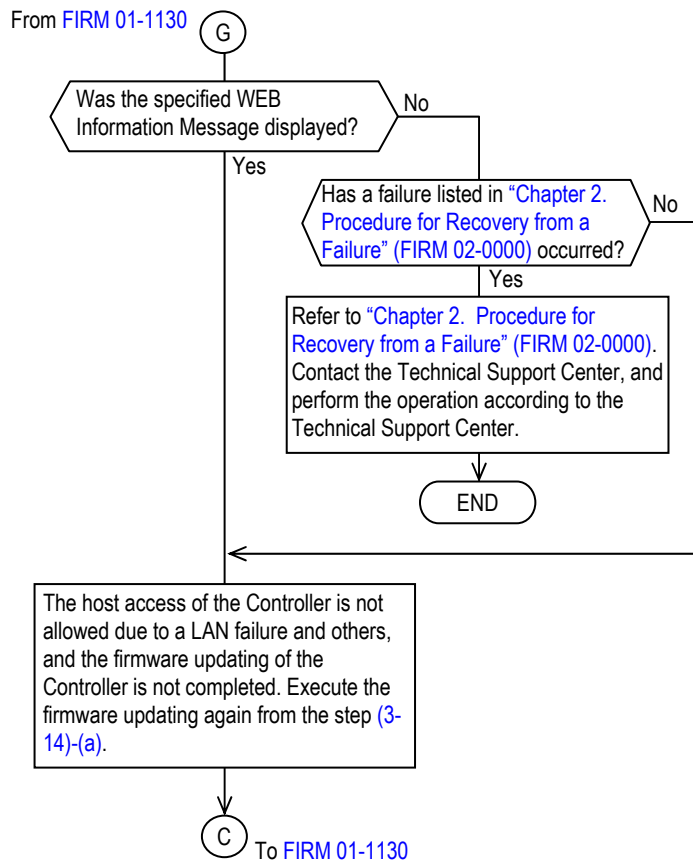 From FIRM 01-1130
G
Was the specified WEB
Information Message displayed?
No
Yes
Has a failure listed in “Chapter 2.
Procedure for Recovery from a
Failure” (FIRM 02-0000) occurred?
No
Yes
Refer to “Chapter 2.  Procedure for
Recovery from a Failure” (FIRM 02-0000).
Contact the Technical Support Center, and
perform the operation according to the
Technical Support Center.
END
The host access of the Controller is not
allowed due to a LAN failure and others,
and the firmware updating of the
Controller is not completed. Execute the
firmware updating again from the step (3-
14)-(a).
C
To FIRM 01-1130